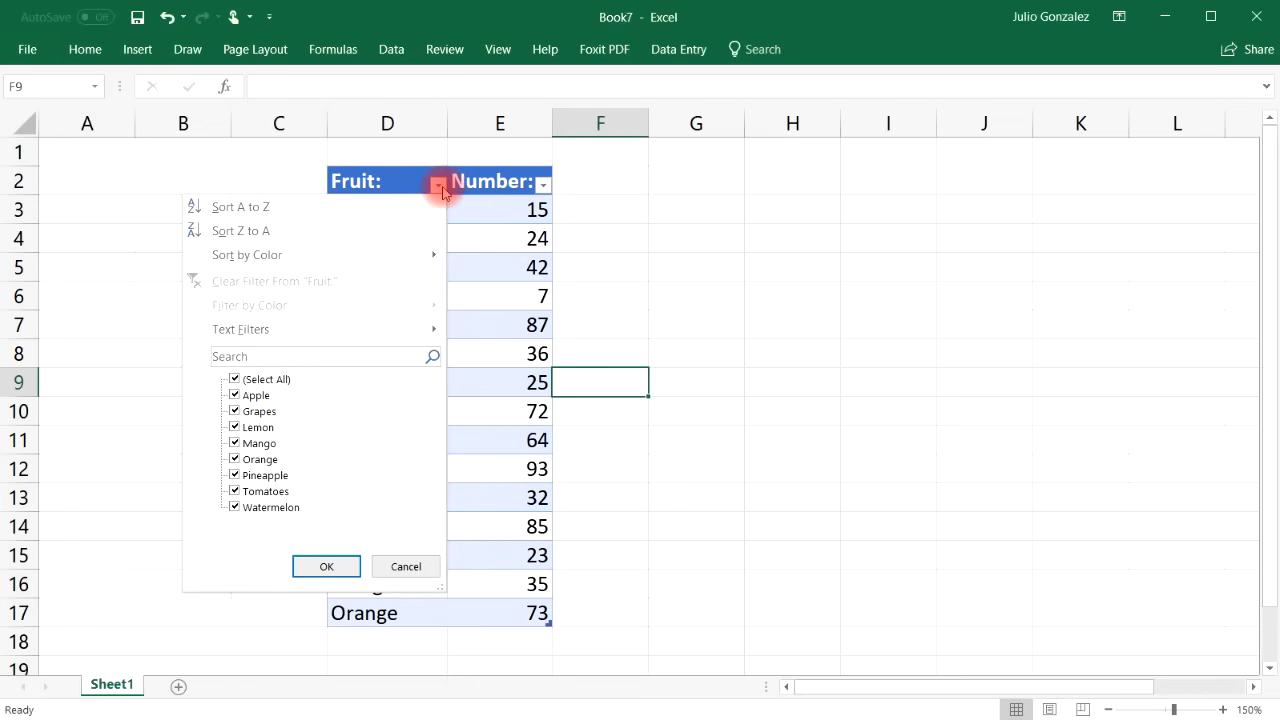 AutoSave Off
Book7 - Excel
Julio Gonzalez
File Home Insert Draw Page Layout Formulas Data Review View Help Foxit PDF Data Entry Search Share
F9 fx
A B C D E F G H I J K L
1
2 Fruit: Number:
3 15
4 24
5 42
6 7
7 87
8 36
9 25
10 72
11 64
12 93
13 32
14 85
15 23
16 35
17 Orange 73
18
19
Sort A to Z
Sort Z to A
Sort by Color
Clear Filter From "Fruit:"
Filter by Color
Text Filters
Search
(Select All)
Apple
Grapes
Lemon
Mango
Orange
Pineapple
Tomatoes
Watermelon
OK Cancel
Sheet1
Ready 150%